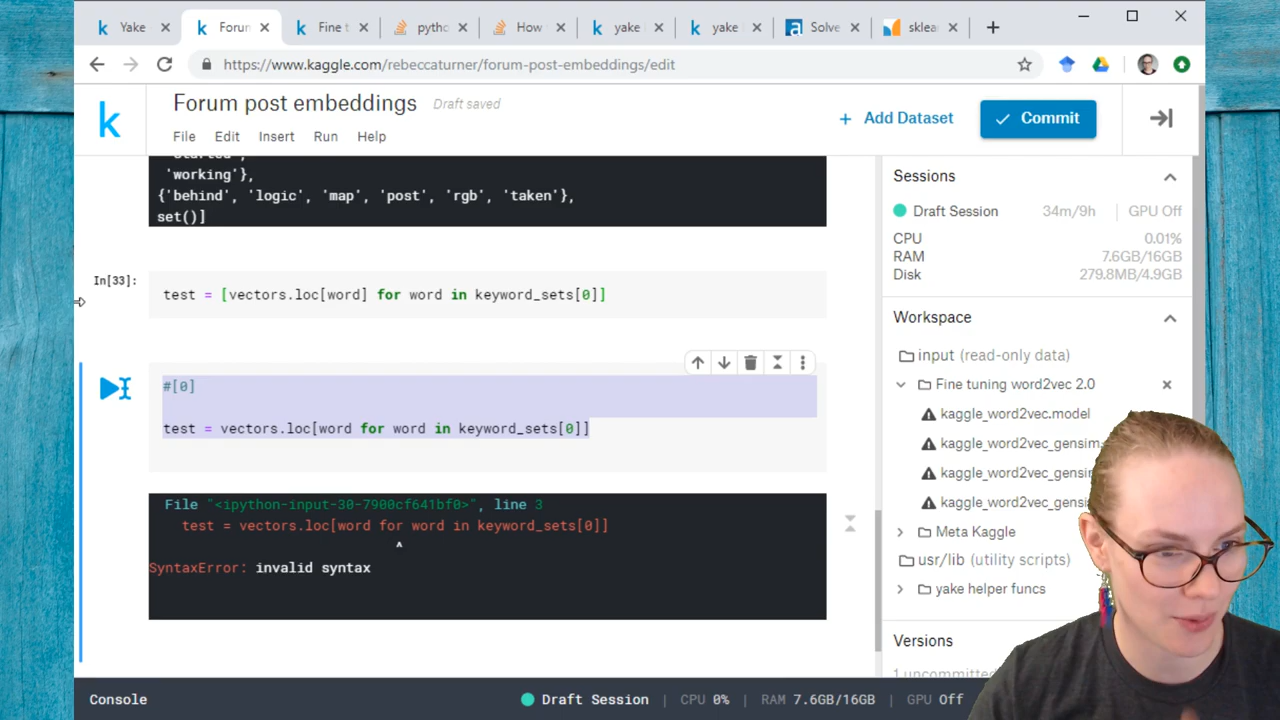 Yake
Forum
Fine t
pytho
How
yake
yake
Solve
sklea
https://www.kaggle.com/rebeccaturner/forum-post-embeddings/edit
k
Forum post embeddings Draft saved
File Edit Insert Run Help
+ Add Dataset
Commit
'working'},
{'behind', 'logic', 'map', 'post', 'rgb', 'taken'},
set()]
In[33]:
test = [vectors.loc[word] for word in keyword_sets[0]]
#[0]
test = vectors.loc[word for word in keyword_sets[0]]
File "<ipython-input-30-7900cf641bf0>", line 3
test = vectors.loc[word for word in keyword_sets[0]]
^
SyntaxError: invalid syntax
Sessions
Draft Session 34m/9h GPU Off
CPU 0.01%
RAM 7.6GB/16GB
Disk 279.8MB/4.9GB
Workspace
input (read-only data)
Fine tuning word2vec 2.0
kaggle_word2vec.model
kaggle_word2vec_gensim.
kaggle_word2vec_gensin
kaggle_word2vec_gensi
Meta Kaggle
usr/lib (utility scripts)
yake helper funcs
Versions
1 uncommitted
Console
Draft Session CPU 0% RAM 7.6GB/16GB GPU Off